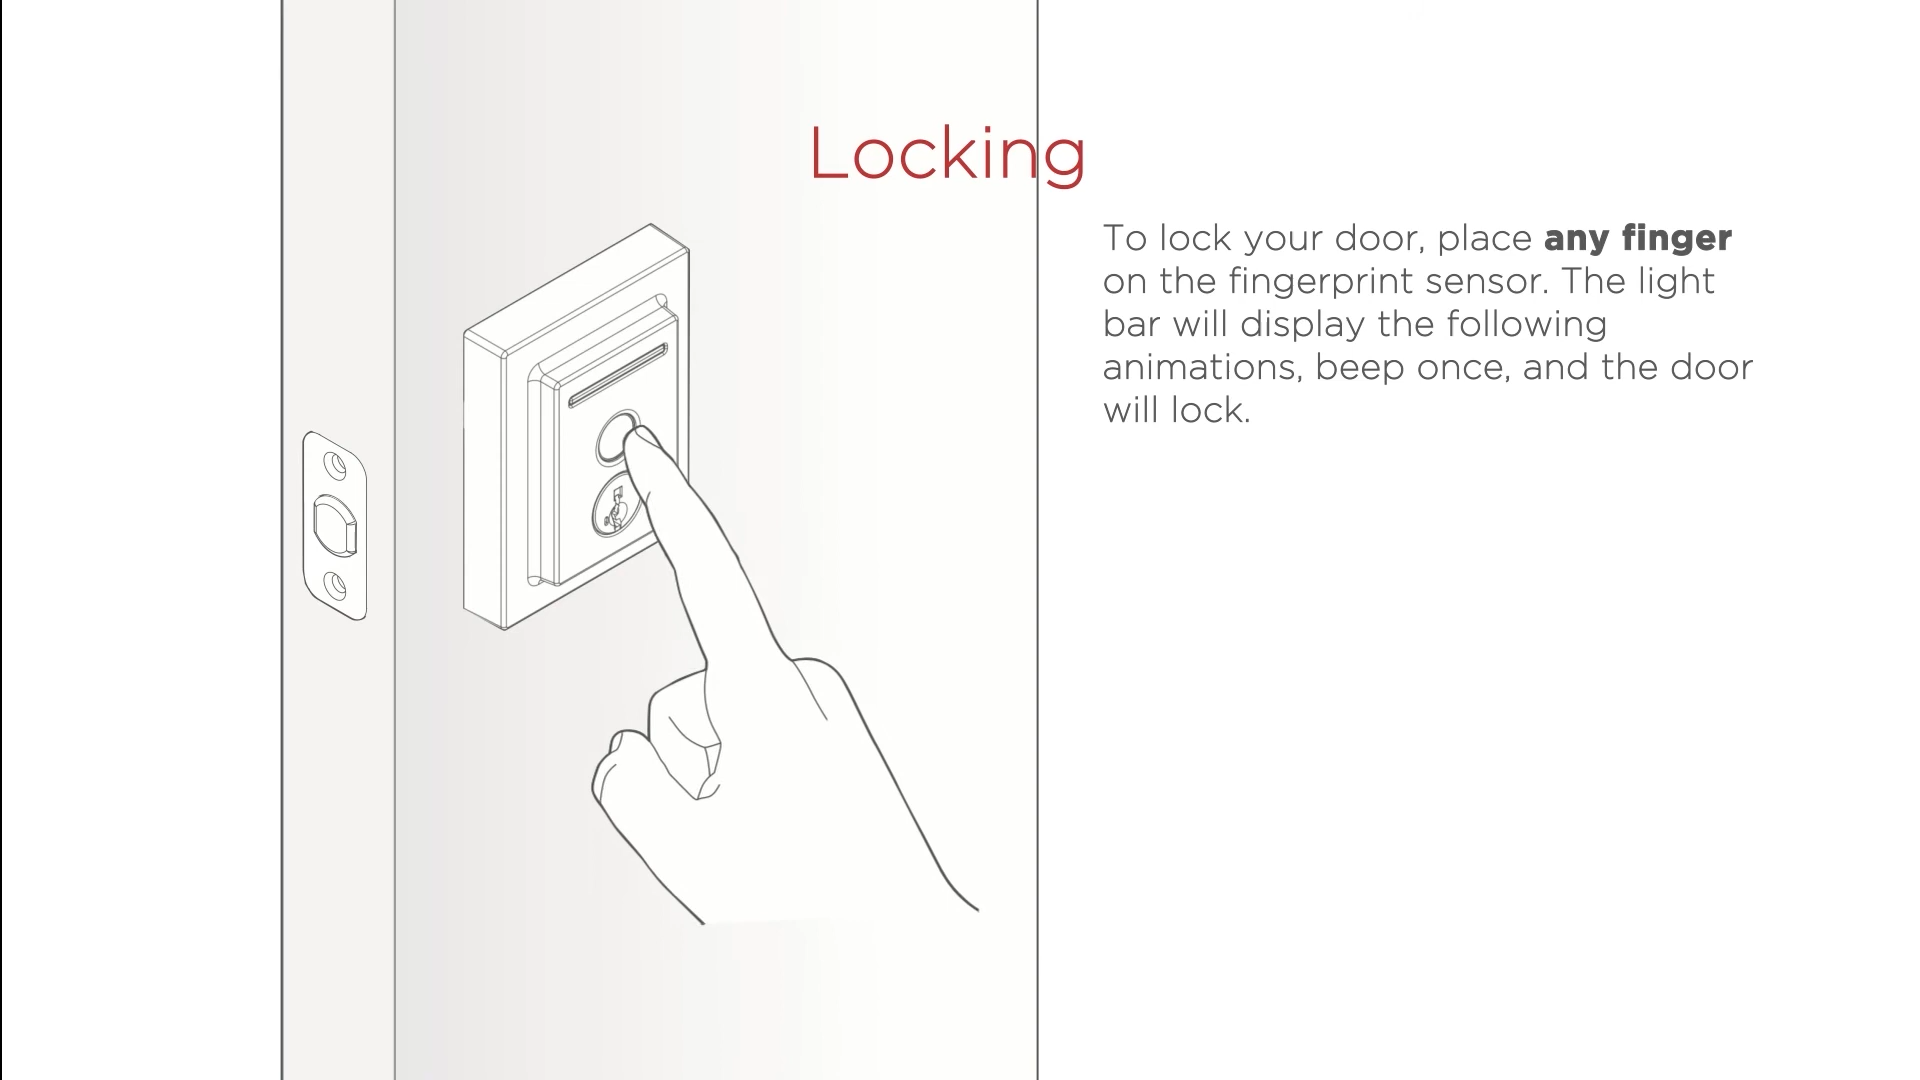 Locking
To lock your door, place any finger
on the fingerprint sensor. The light
bar will display the following
animations, beep once, and the door
will lock.